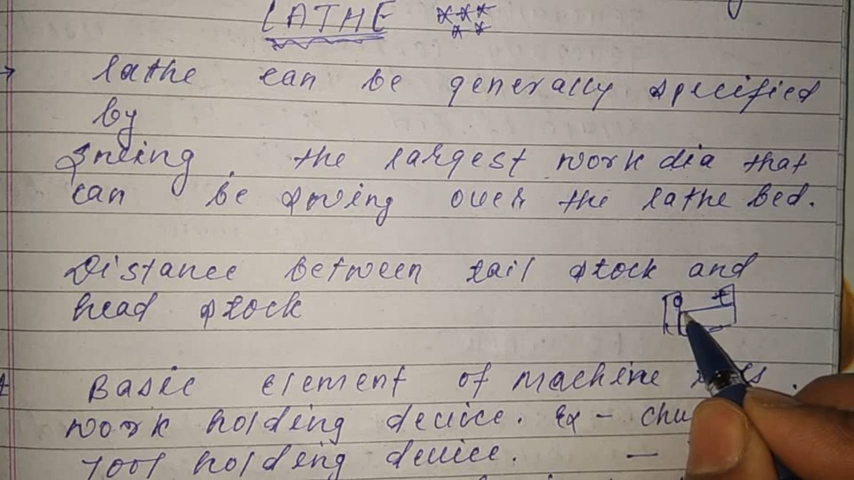 LATHE
lathe can be generally specified
by
Swing, the largest work dia that
can be swing over the lathe bed.
Distance between tail stock and
head stock
Basic element of machine
work holding device. Ex - chu
Tool holding device. -